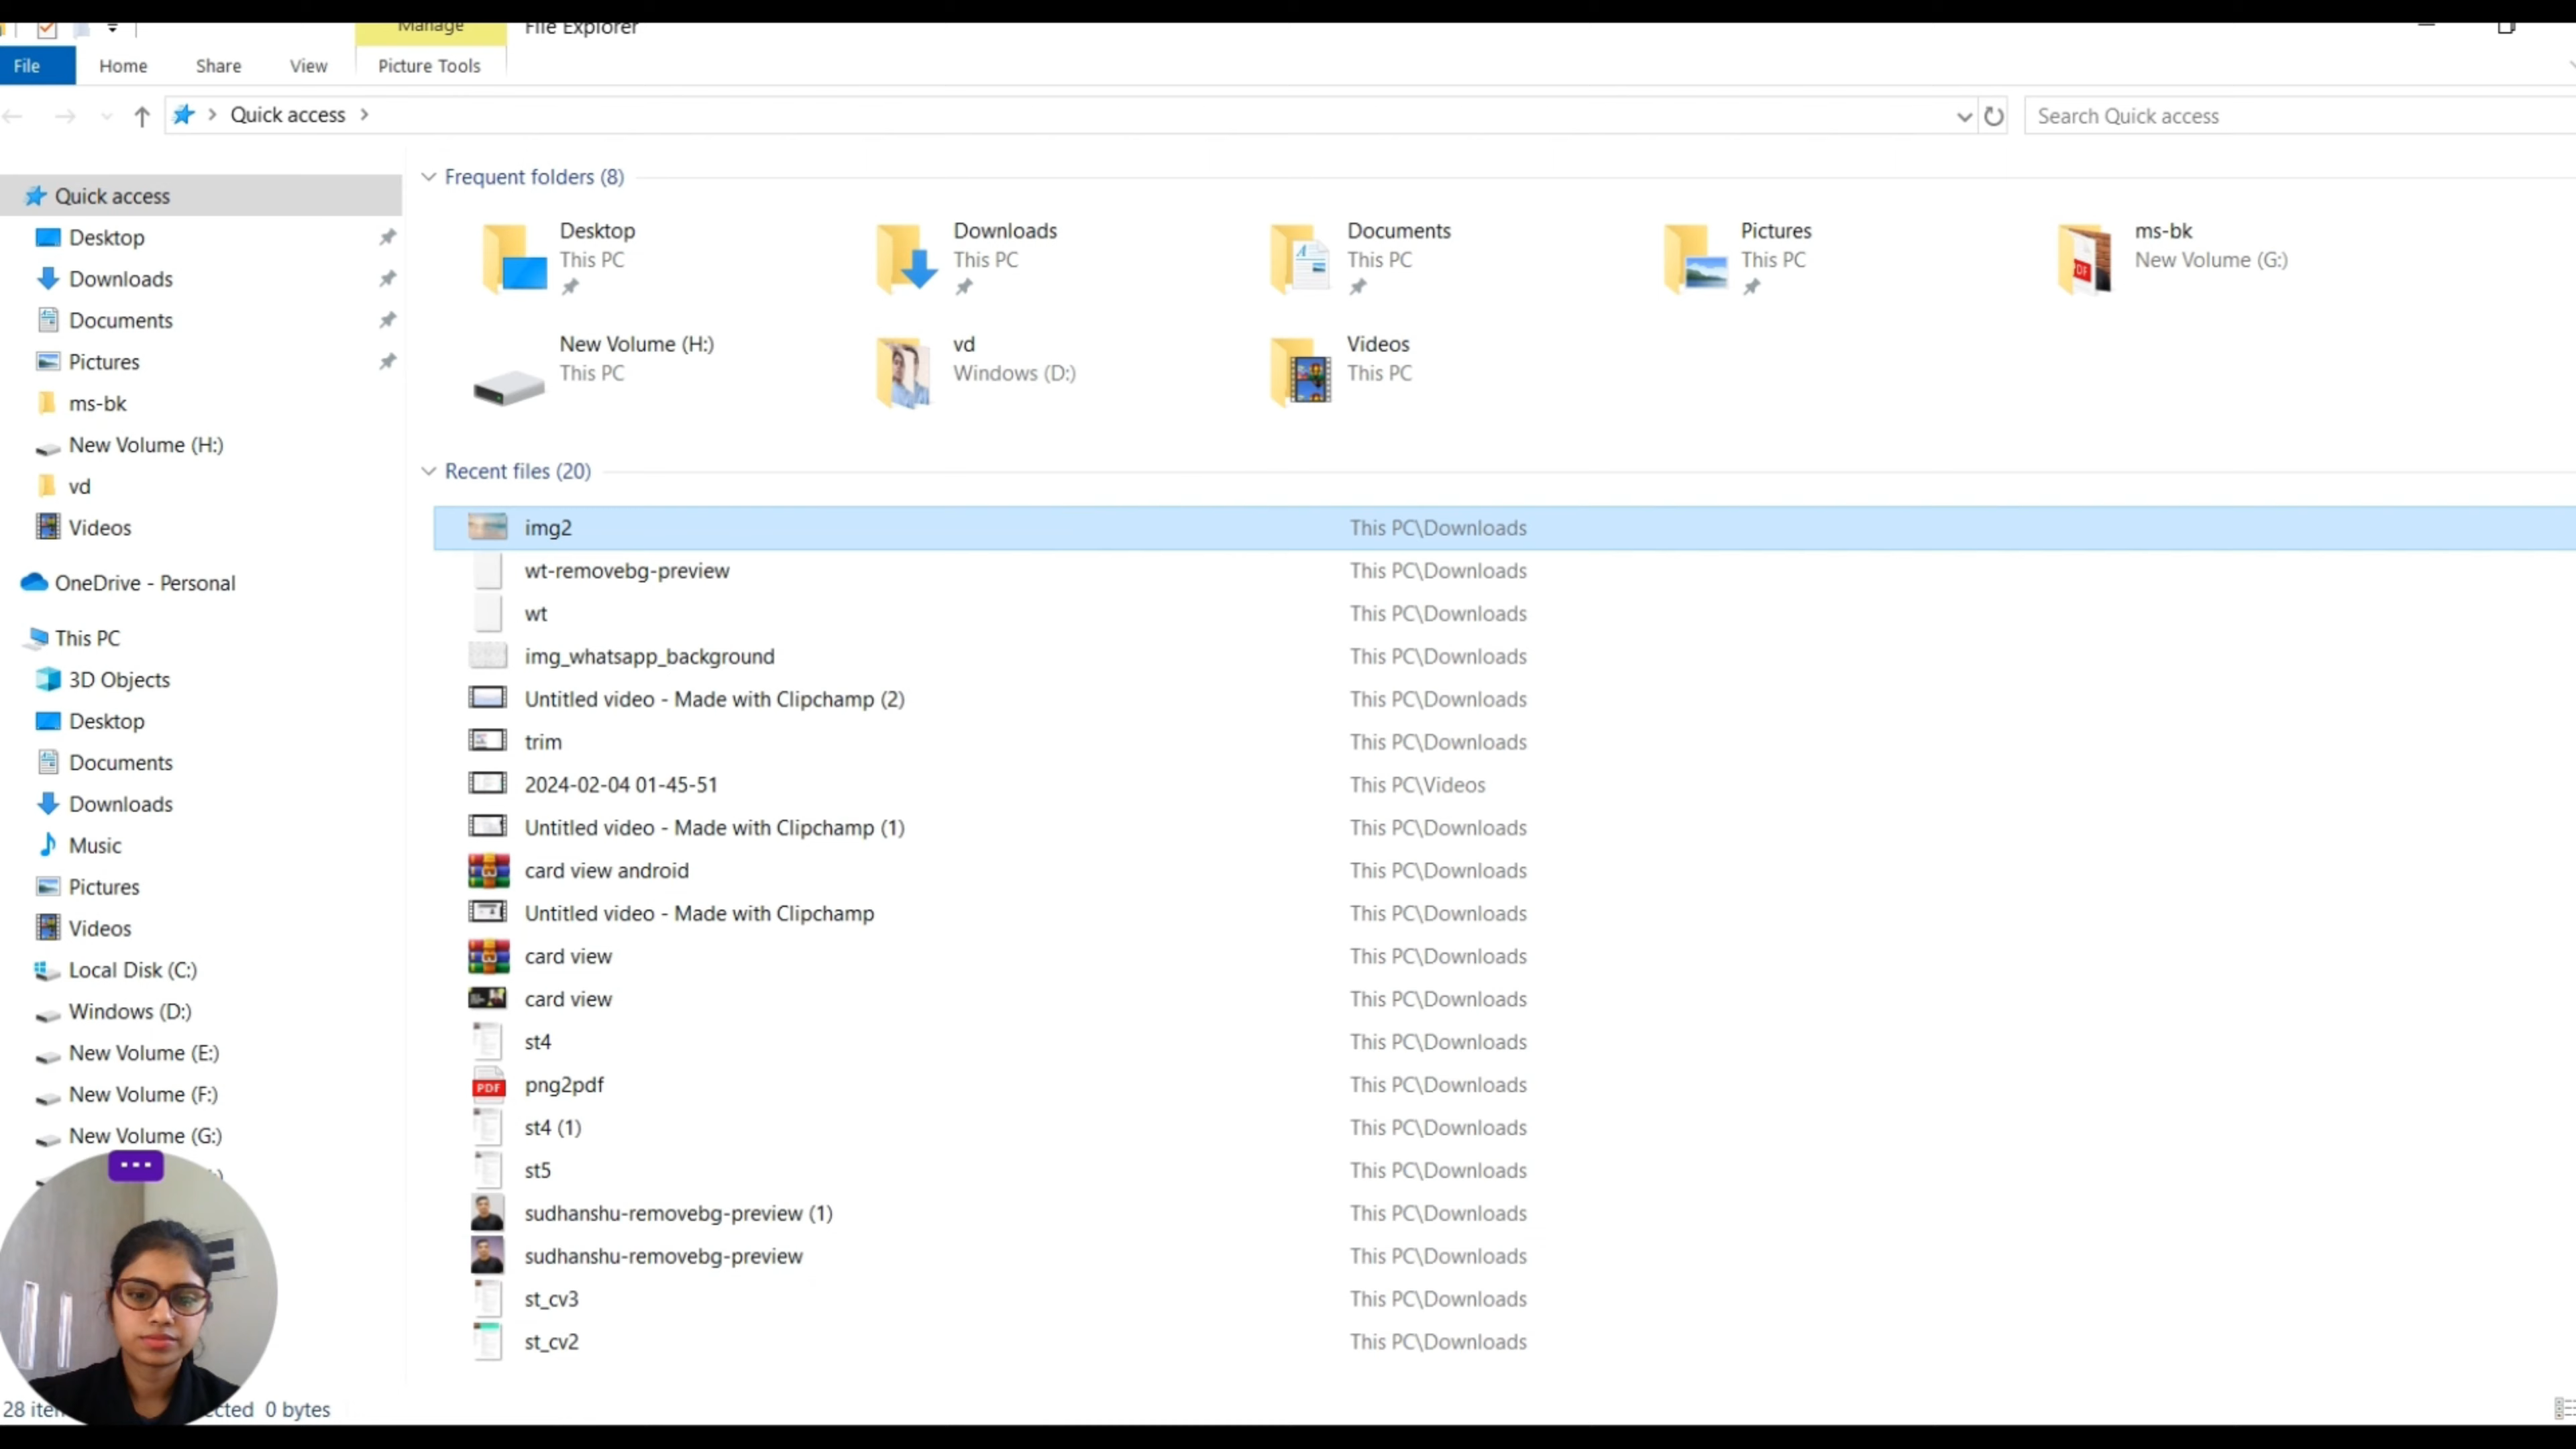 Manage
File Explorer
File Home Share View Picture Tools
Quick access
Search Quick access
Quick access
Desktop
Downloads
Documents
Pictures
ms-bk
New Volume (H:)
vd
Videos
OneDrive - Personal
This PC
3D Objects
Desktop
Documents
Downloads
Music
Pictures
Videos
Local Disk (C:)
Windows (D:)
New Volume (E:)
New Volume (F:)
New Volume (G:)
28
0 bytes
Frequent folders (8)
Desktop
This PC
Downloads
This PC
Documents
This PC
Pictures
This PC
ms-bk
New Volume (G:)
New Volume (H:)
This PC
vd
Windows (D:)
Videos
This PC
Recent files (20)
img2 This PC\Downloads
wt-removebg-preview This PC\Downloads
wt This PC\Downloads
img_whatsapp_background This PC\Downloads
Untitled video - Made with Clipchamp (2) This PC\Downloads
trim This PC\Downloads
2024-02-04 01-45-51 This PC\Videos
Untitled video - Made with Clipchamp (1) This PC\Downloads
card view android This PC\Downloads
Untitled video - Made with Clipchamp This PC\Downloads
card view This PC\Downloads
card view This PC\Downloads
st4 This PC\Downloads
PDF png2pdf This PC\Downloads
st4 (1) This PC\Downloads
st5 This PC\Downloads
sudhanshu-removebg-preview (1) This PC\Downloads
sudhanshu-removebg-preview This PC\Downloads
st_cv3 This PC\Downloads
st_cv2 This PC\Downloads